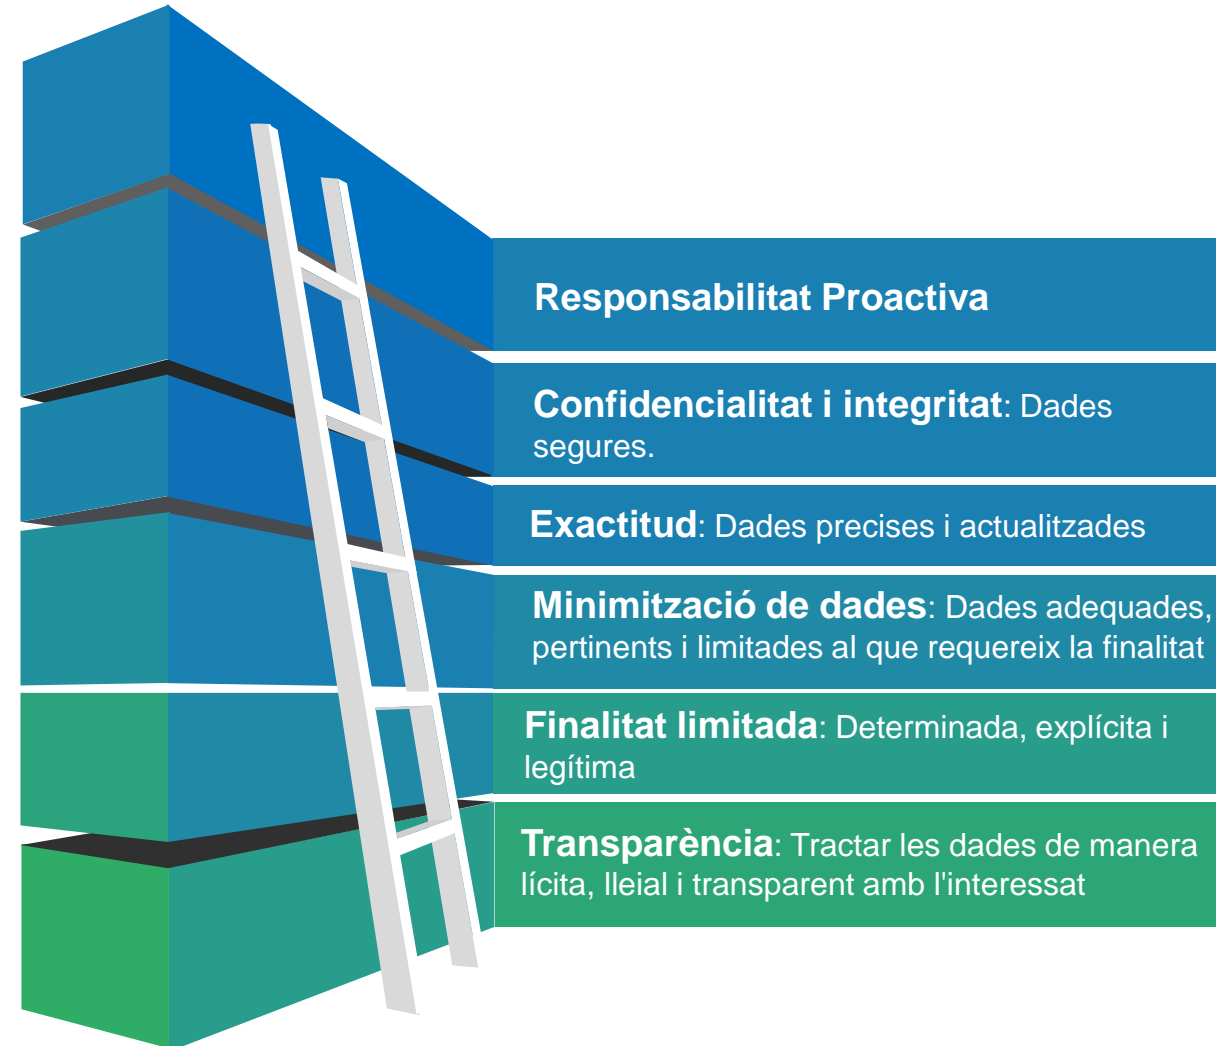 Responsabilitat Proactiva
Confidencialitat i integritat: Dades
segures.
Exactitud: Dades precises i actualitzades
Minimització de dades: Dades adequades,
pertinents i limitades al que requereix la finalitat
Finalitat limitada: Determinada, explícita i
legítima
Transparència: Tractar les dades de manera
lícita, lleial i transparent amb l'interessat